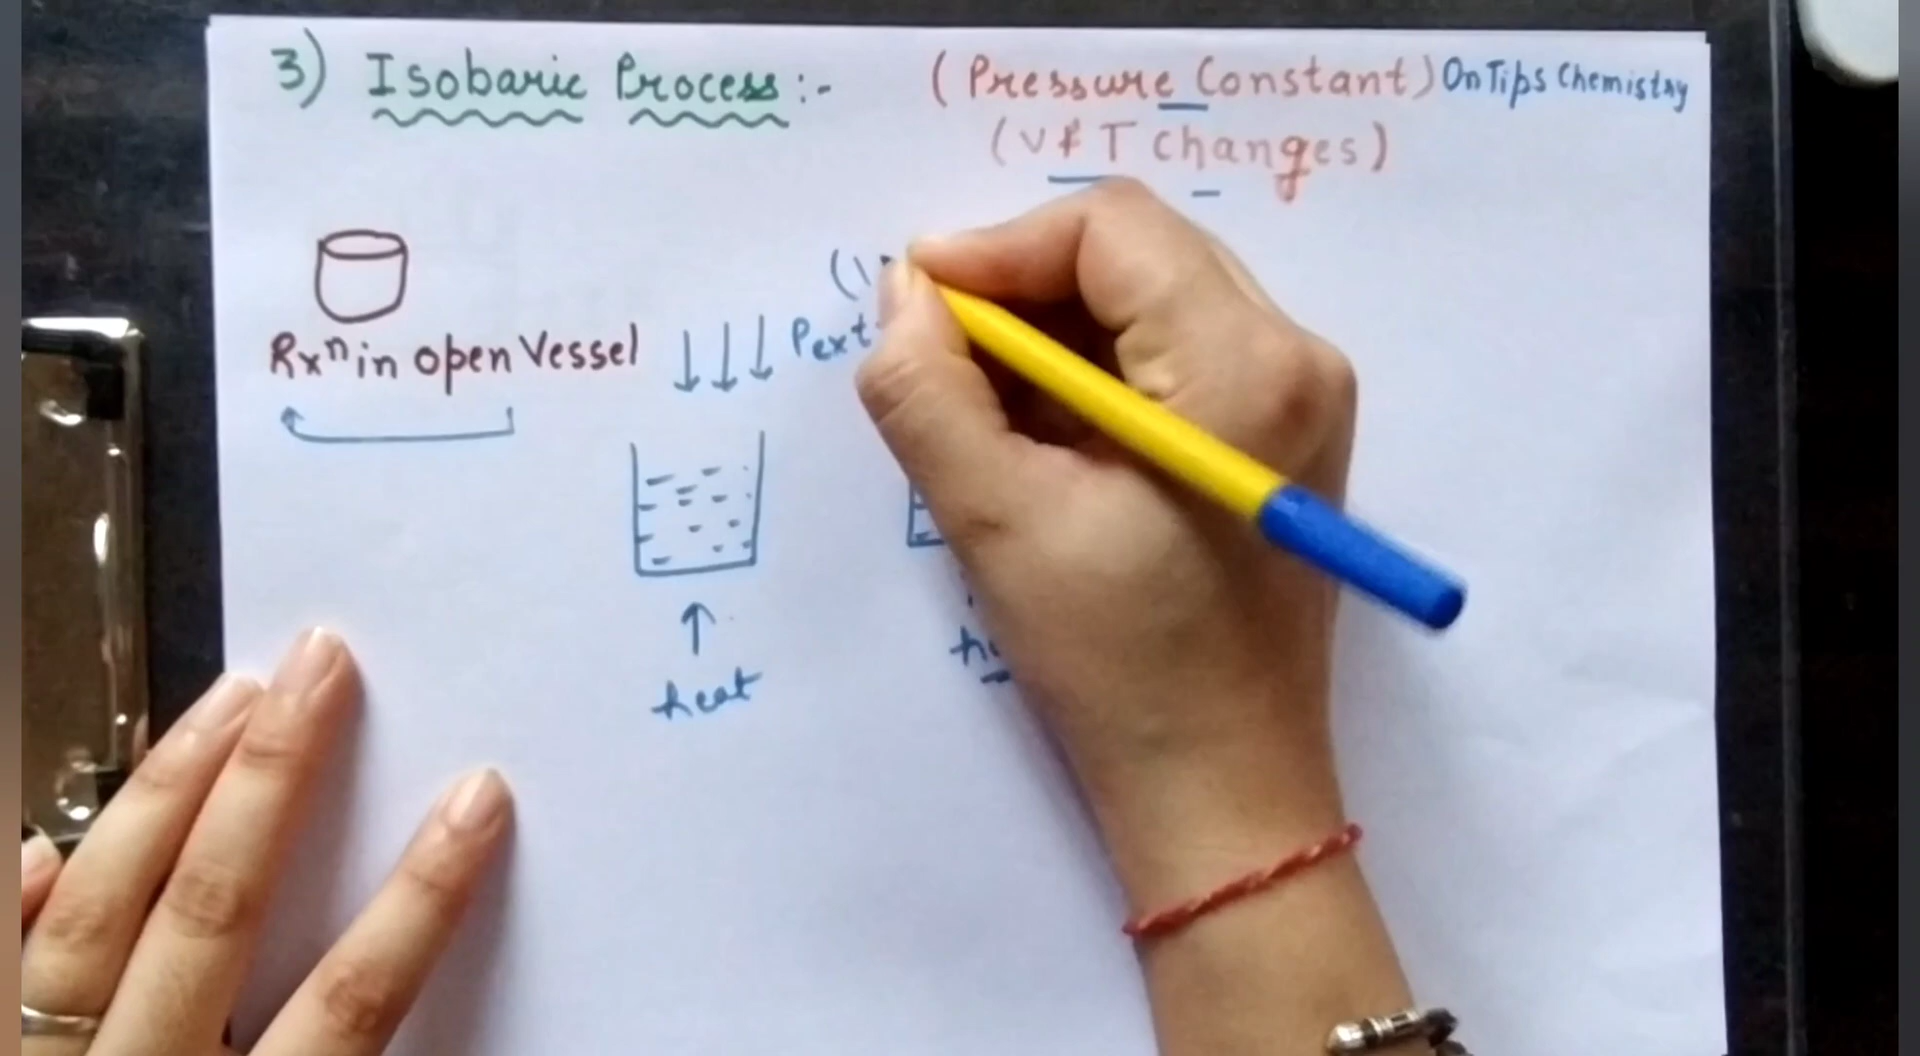 3) Isobaric Process:- (Pressure Constant) OnTips Chemistry
(V & T Changes)
Rxⁿ in open Vessel
Pext
heat